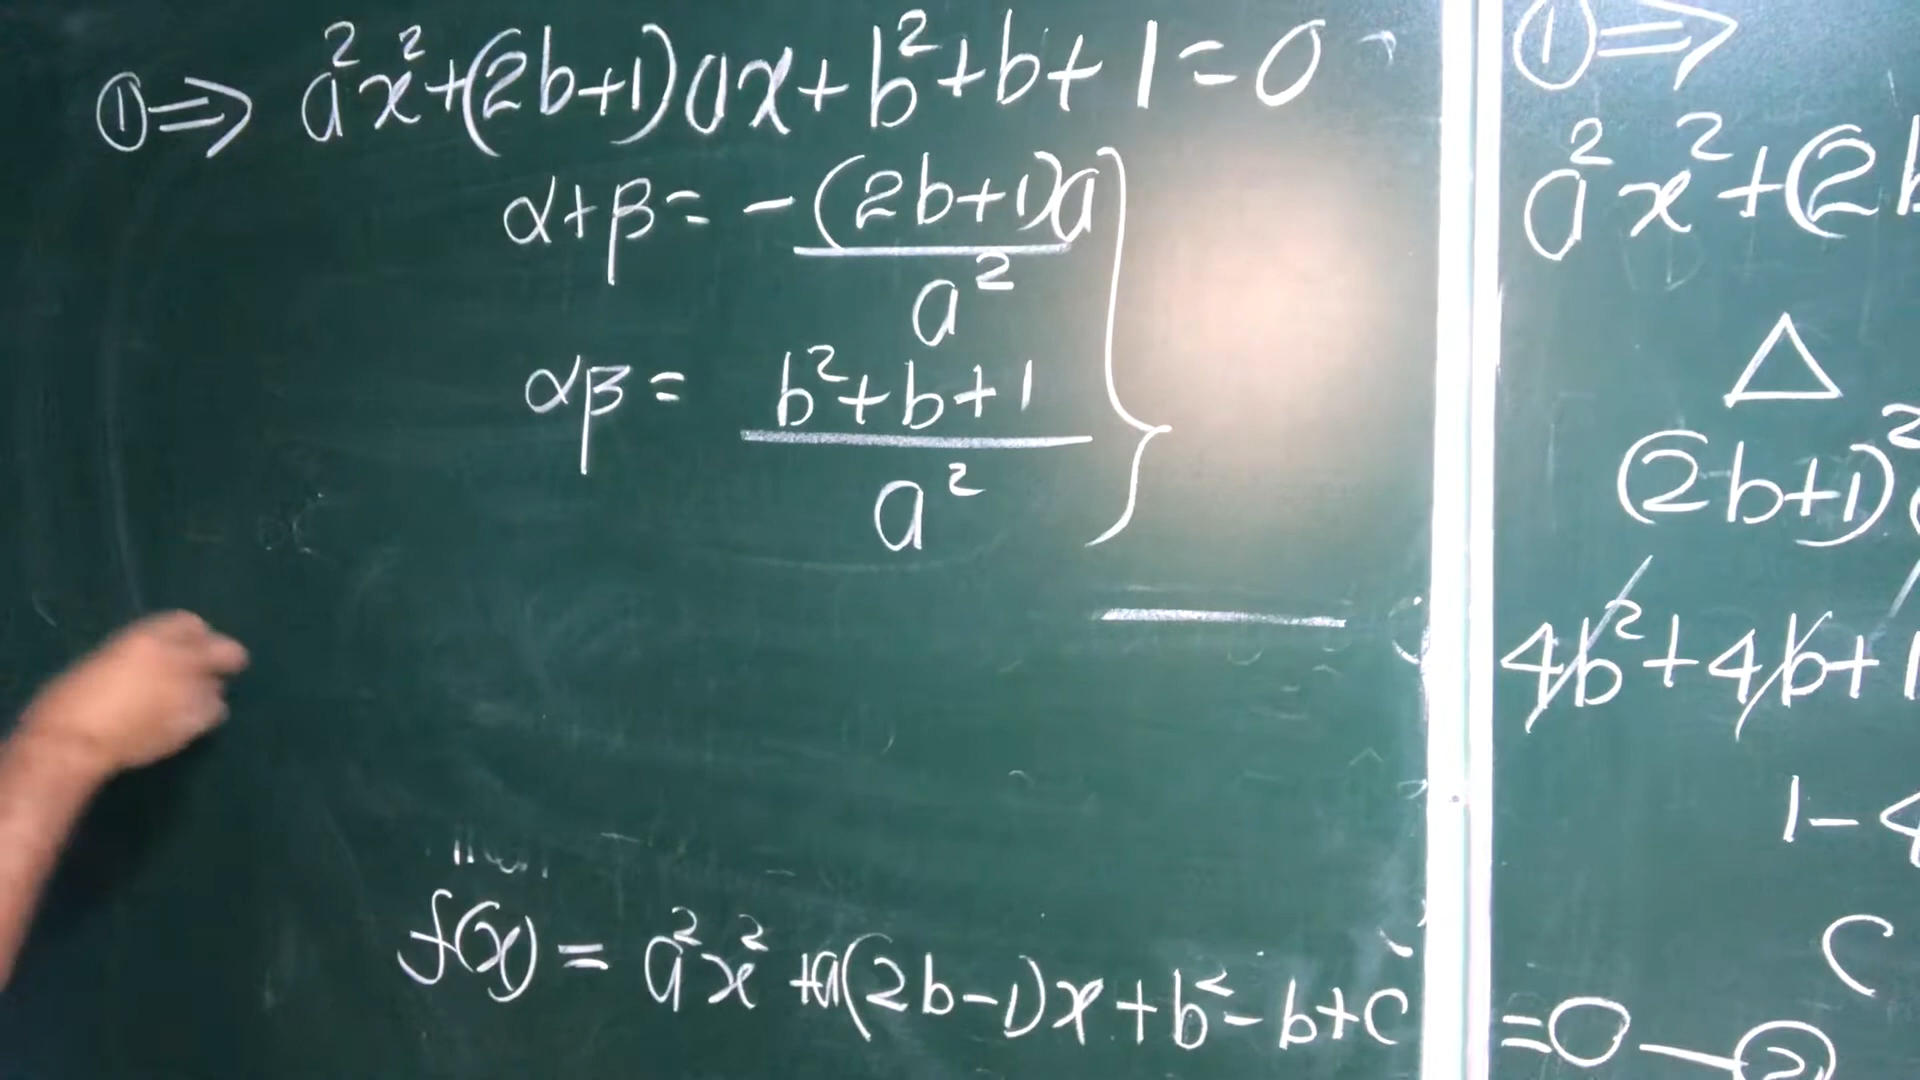 ① ⇒ a²x²+(2b+1)ax+b²+b+1=0
α+β = -(2b+1)a / a²
αβ = b²+b+1 / a²
f(x) = a²x²+a(2b-1)x+b²-b+c
① ⇒
a²x²+(2b
△
(2b+1)²
4b²+4b+1
1-4
C
=0 — ②